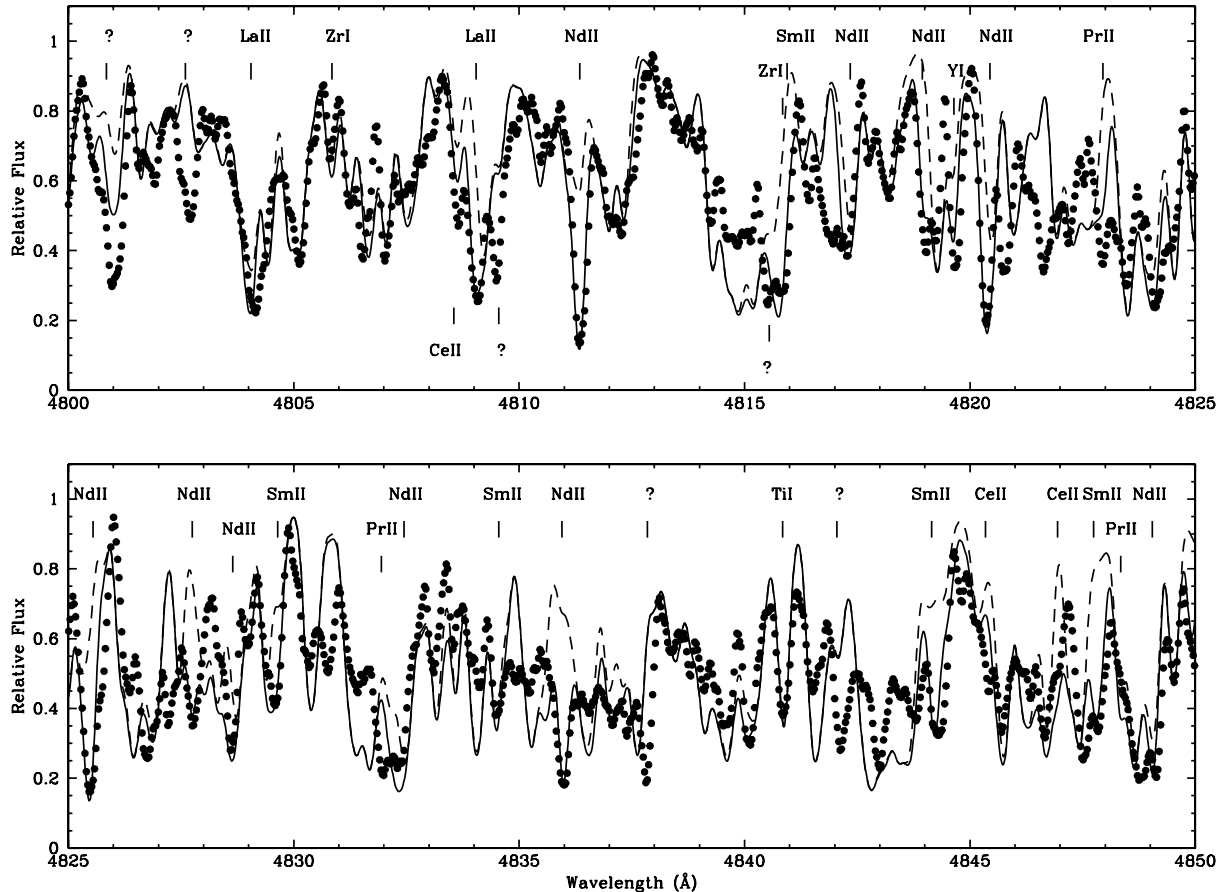 ? ? LaII ZrI LaII NdII SmII NdII NdII NdII PrII
ZrI YI
1
0.8
0.6
0.4
0.2
0
Relative Flux
CeII ? ?
4800 4805 4810 4815 4820 4825
NdII NdII SmII NdII SmII NdII ? TiI ? SmII CeII CeII SmII NdII
NdII PrII PrII
1
0.8
0.6
0.4
0.2
0
Relative Flux
4825 4830 4835 4840 4845 4850
Wavelength (Å)